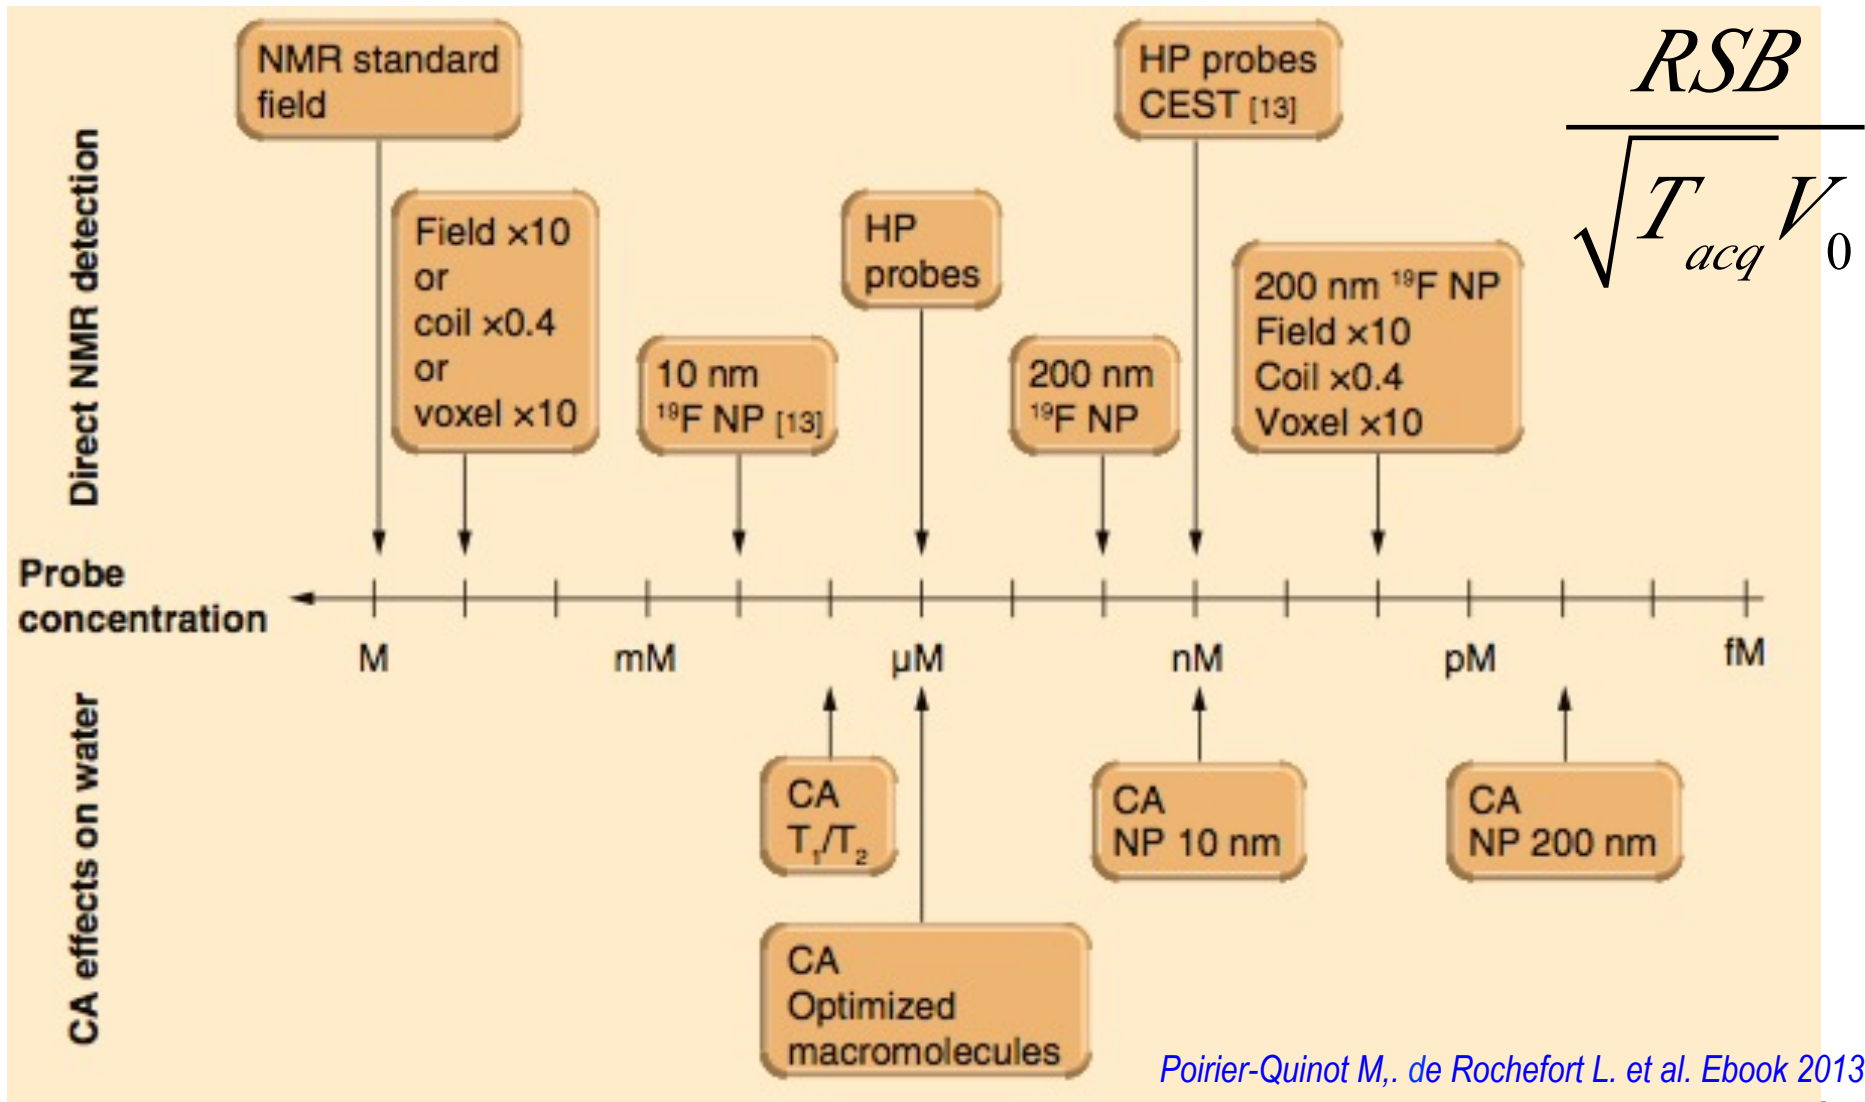 NMR standard
field
HP probes
CEST [13]
RSB
√T_acq V_0
Direct NMR detection
Field ×10
or
coil ×0.4
or
voxel ×10
HP
probes
10 nm
¹⁹F NP [13]
200 nm
¹⁹F NP
200 nm ¹⁹F NP
Field ×10
Coil ×0.4
Voxel ×10
Probe
concentration
M mM µM nM pM fM
CA effects on water
CA
T₁/T₂
CA
NP 10 nm
CA
NP 200 nm
CA
Optimized
macromolecules
Poirier-Quinot M,. de Rochefort L. et al. Ebook 2013